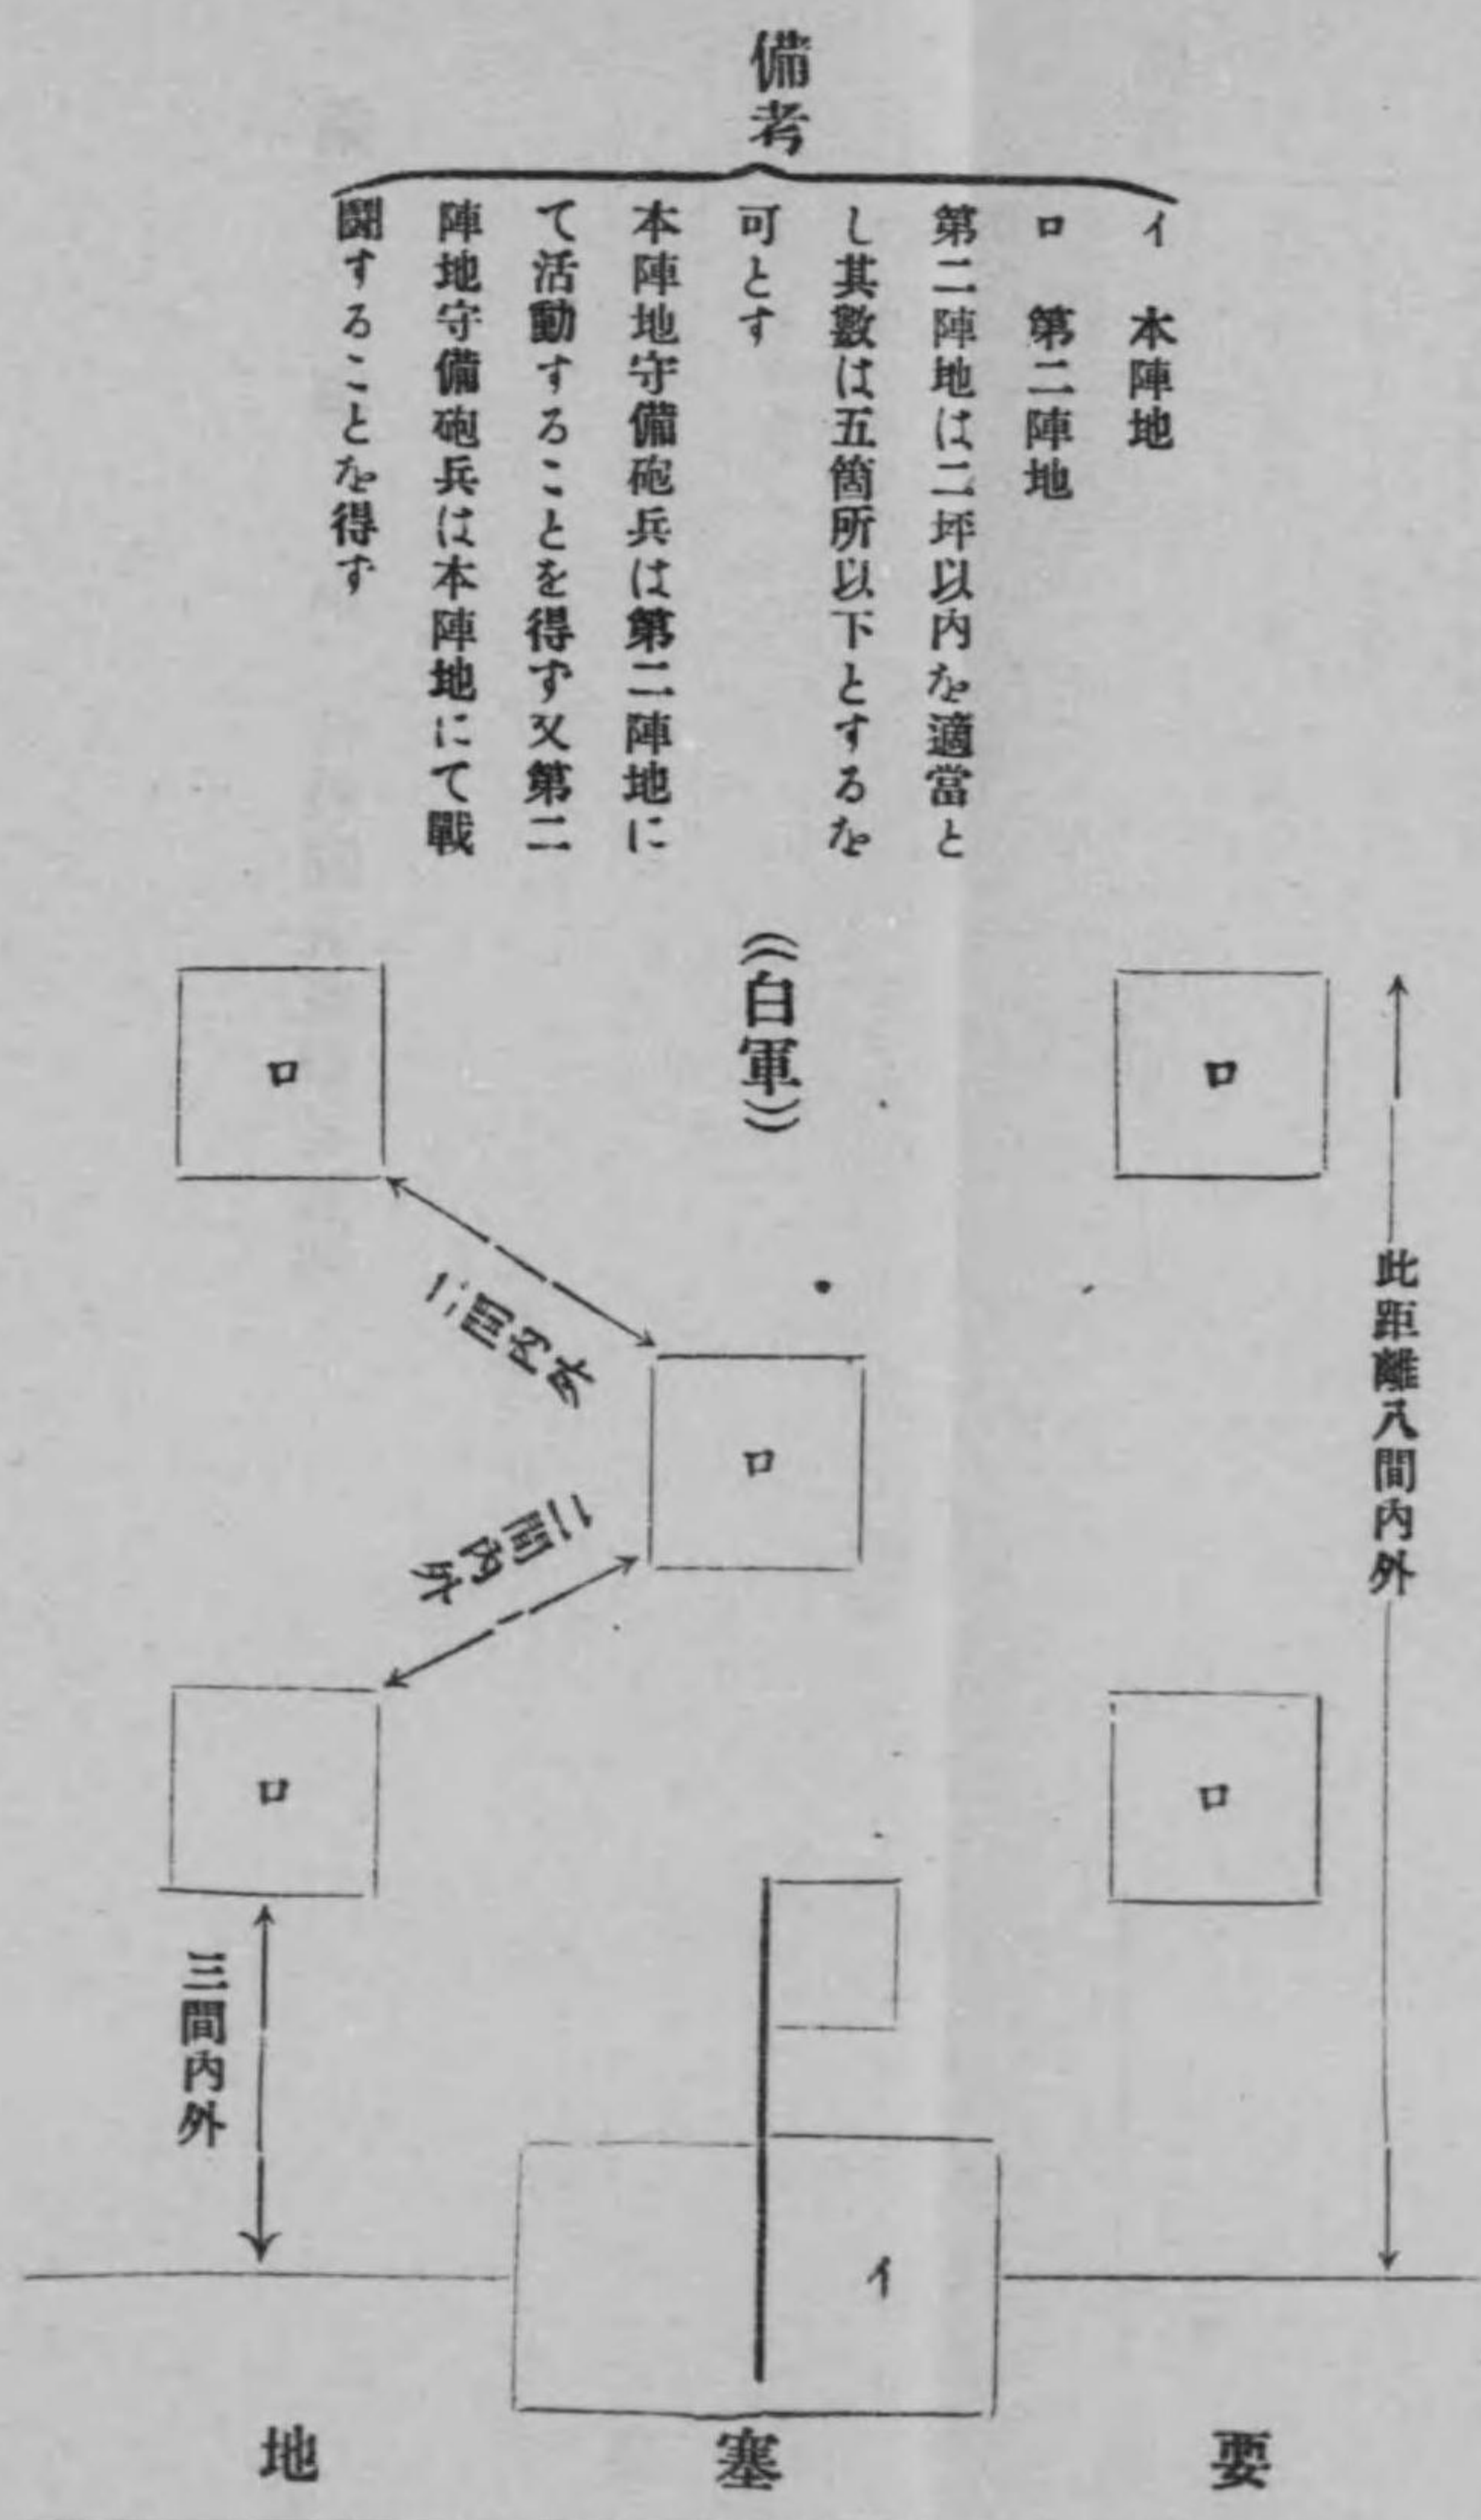 備考
イ 本陣地
ロ 第二陣地
第二陣地は二坪以内を適當と
し其數は五箇所以下とするを
可とす
本陣地守備砲兵は第二陣地に
て活動することを得ず又第二
陣地守備砲兵は本陣地にて戰
鬪することを得ず
((白軍))
ロ
ロ
此距離八間内外
二間内外
ロ
三間内外
ロ
ロ
三間内外
イ
要塞地